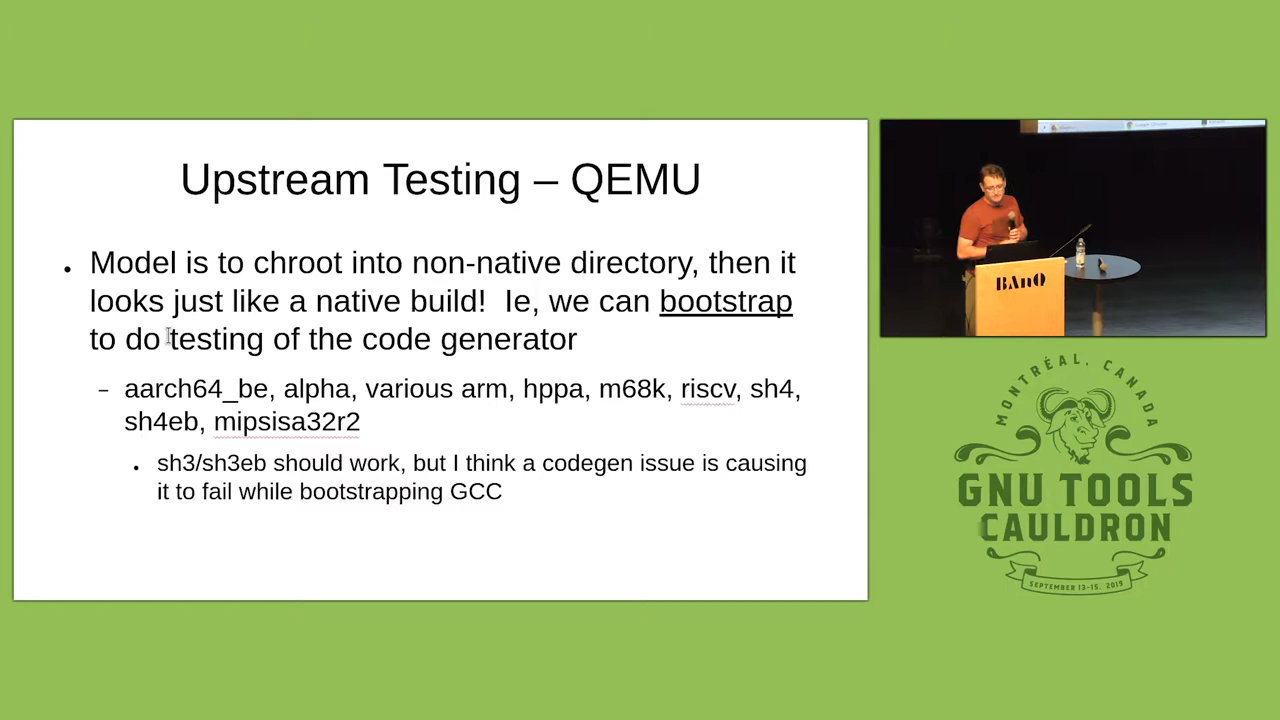 Upstream Testing – QEMU
• Model is to chroot into non-native directory, then it
looks just like a native build!  Ie, we can bootstrap
to do testing of the code generator
– aarch64_be, alpha, various arm, hppa, m68k, riscv, sh4,
sh4eb, mipsisa32r2
• sh3/sh3eb should work, but I think a codegen issue is causing
it to fail while bootstrapping GCC
BAnQ
MONTRÉAL, CANADA
GNU TOOLS
CAULDRON
SEPTEMBER 13-15, 2019